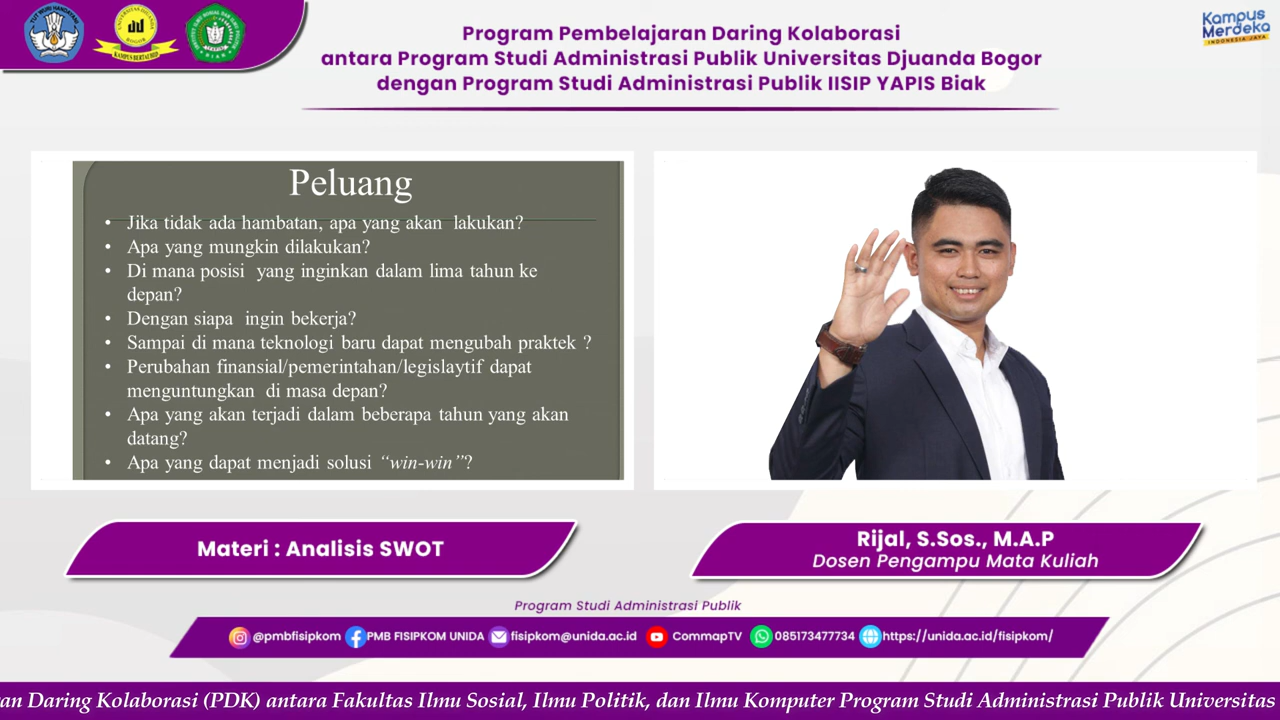 Program Pembelajaran Daring Kolaborasi
antara Program Studi Administrasi Publik Universitas Djuanda Bogor
dengan Program Studi Administrasi Publik IISIP YAPIS Biak
Kampus
Merdeka
INDONESIA JAYA
TUT WURI HANDAYANI
Peluang
• Jika tidak ada hambatan, apa yang akan lakukan?
• Apa yang mungkin dilakukan?
• Di mana posisi yang inginkan dalam lima tahun ke
depan?
• Dengan siapa ingin bekerja?
• Sampai di mana teknologi baru dapat mengubah praktek ?
• Perubahan finansial/pemerintahan/legislaytif dapat
menguntungkan di masa depan?
• Apa yang akan terjadi dalam beberapa tahun yang akan
datang?
• Apa yang dapat menjadi solusi “win-win”?
Materi : Analisis SWOT
Rijal, S.Sos., M.A.P
Dosen Pengampu Mata Kuliah
Program Studi Administrasi Publik
@pmbfisipkom PMB FISIPKOM UNIDA fisipkom@unida.ac.id CommapTV 085173477734 https://unida.ac.id/fisipkom/
an Daring Kolaborasi (PDK) antara Fakultas Ilmu Sosial, Ilmu Politik, dan Ilmu Komputer Program Studi Administrasi Publik Universitas